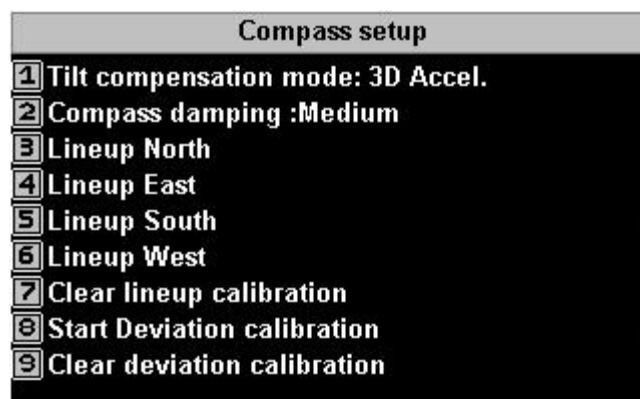 Compass setup
1 Tilt compensation mode: 3D Accel.
2 Compass damping :Medium
3 Lineup North
4 Lineup East
5 Lineup South
6 Lineup West
7 Clear lineup calibration
8 Start Deviation calibration
9 Clear deviation calibration